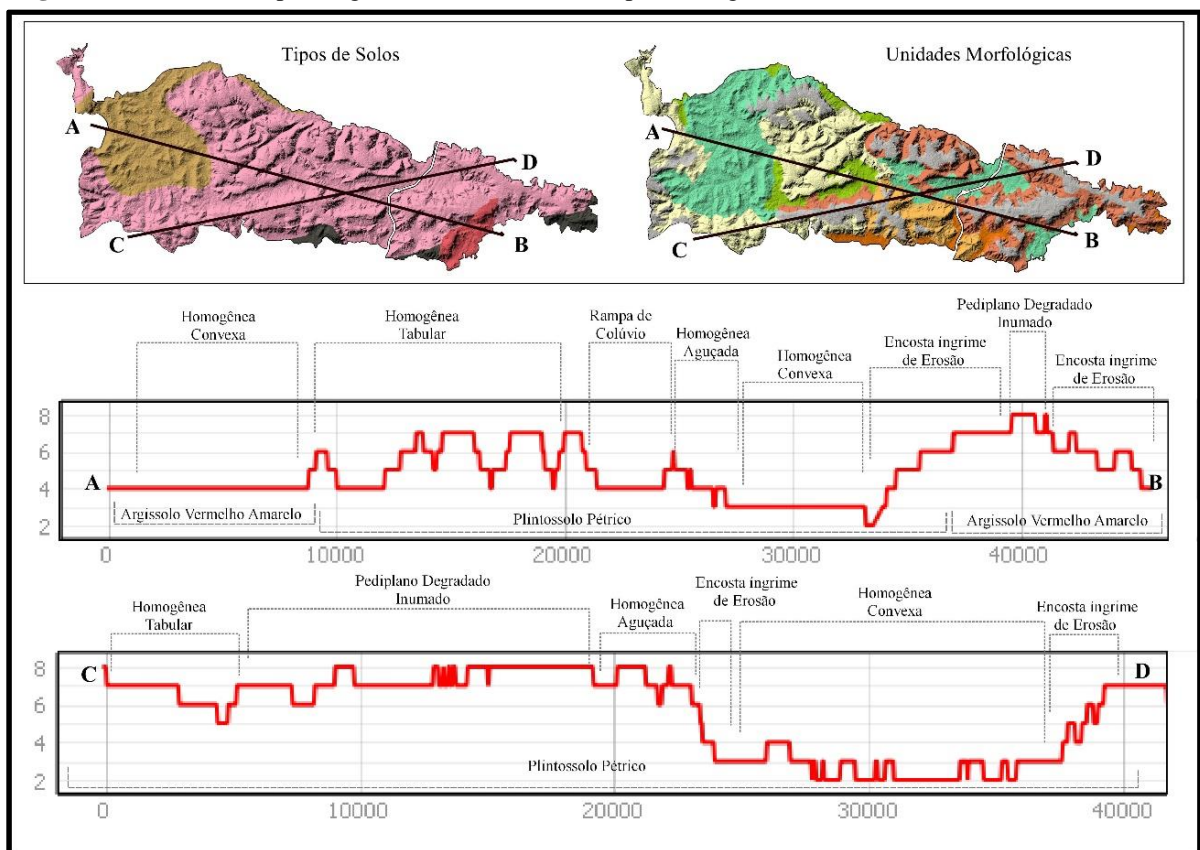 Tipos de Solos
Unidades Morfológicas
A
D
C
B
A
D
C
B
Homogênea
Convexa
Homogênea
Tabular
Rampa de
Colúvio
Homogênea
Aguçada
Homogênea
Convexa
Encosta ingrime
de Erosão
Pediplano Degradado
Inumado
Encosta ingrime
de Erosão
8
6
4
2
A
B
Argissolo Vermelo Amarelo
Plintossolo Pétrico
Argissolo Vermelho Amarelo
0
10000
20000
30000
40000
Homogênea
Tabular
Pediplano Degradado
Inumado
Homogênea
Aguçada
Encosta ingrime
de Erosão
Homogênea
Convexa
Encosta ingrime
de Erosão
8
6
4
2
C
D
Plintossolo Pétrico
0
10000
20000
30000
40000